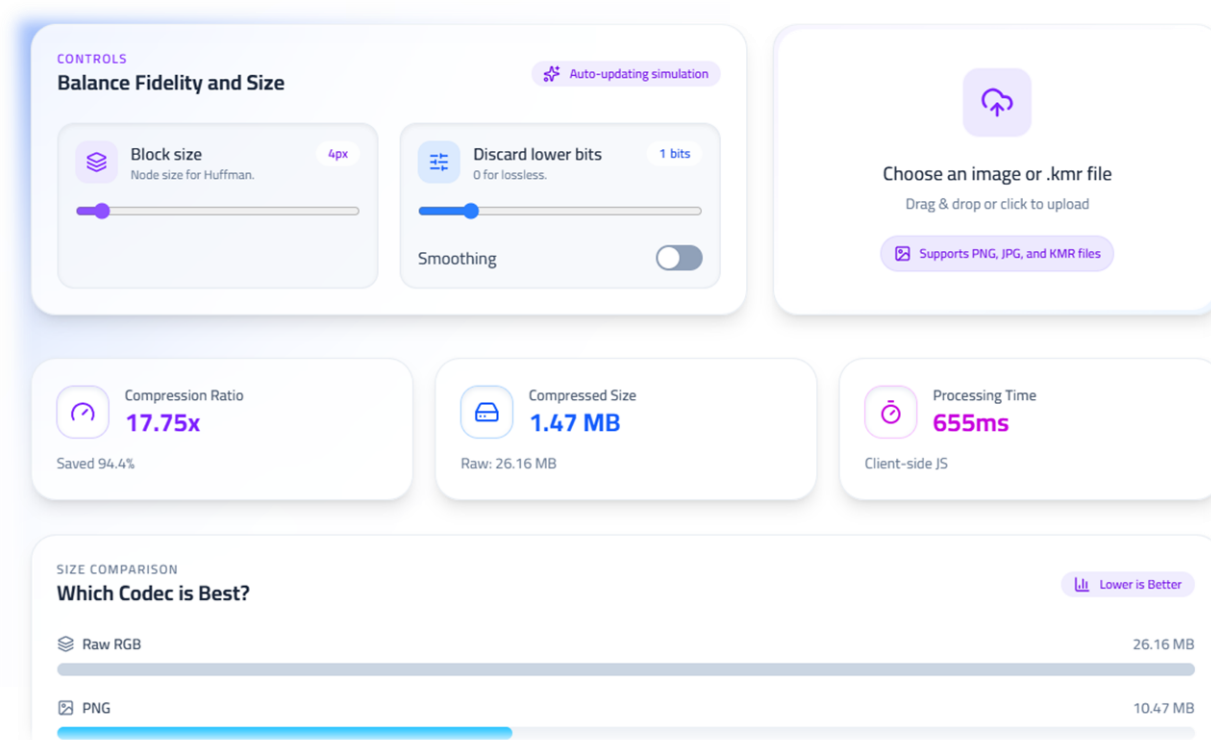 CONTROLS
Balance Fidelity and Size
Auto-updating simulation
Block size
4px
Node size for Huffman.
Discard lower bits
1 bits
0 for lossless.
Smoothing
Choose an image or .kmr file
Drag & drop or click to upload
Supports PNG, JPG, and KMR files
Compression Ratio
17.75x
Saved 94.4%
Compressed Size
1.47 MB
Raw: 26.16 MB
Processing Time
655ms
Client-side JS
SIZE COMPARISON
Which Codec is Best?
Lower is Better
Raw RGB
26.16 MB
PNG
10.47 MB